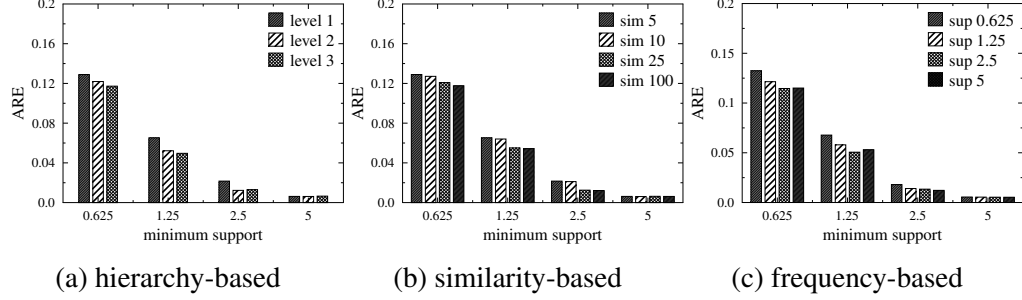 0.2
0.16
0.12
0.08
0.04
0.0
ARE
level 1
level 2
level 3
0.625 1.25 2.5 5
minimum support
(a) hierarchy-based
0.2
0.16
0.12
0.08
0.04
0.0
ARE
sim 5
sim 10
sim 25
sim 100
0.625 1.25 2.5 5
minimum support
(b) similarity-based
0.2
0.15
0.1
0.05
0.0
ARE
sup 0.625
sup 1.25
sup 2.5
sup 5
0.625 1.25 2.5 5
minimum support
(c) frequency-based